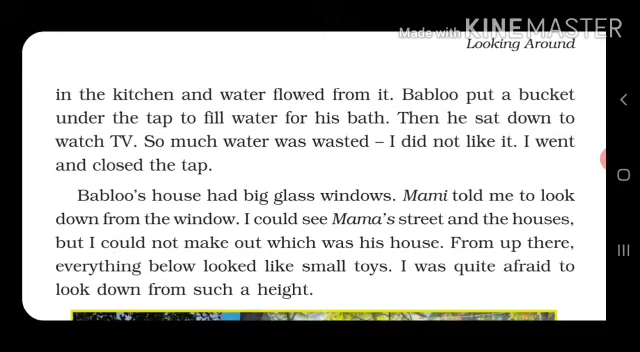 Made with KINEMASTER
Looking Around
in the kitchen and water flowed from it. Babloo put a bucket
under the tap to fill water for his bath. Then he sat down to
watch TV. So much water was wasted – I did not like it. I went
and closed the tap.
Babloo's house had big glass windows. Mami told me to look
down from the window. I could see Mama's street and the houses,
but I could not make out which was his house. From up there,
everything below looked like small toys. I was quite afraid to
look down from such a height.